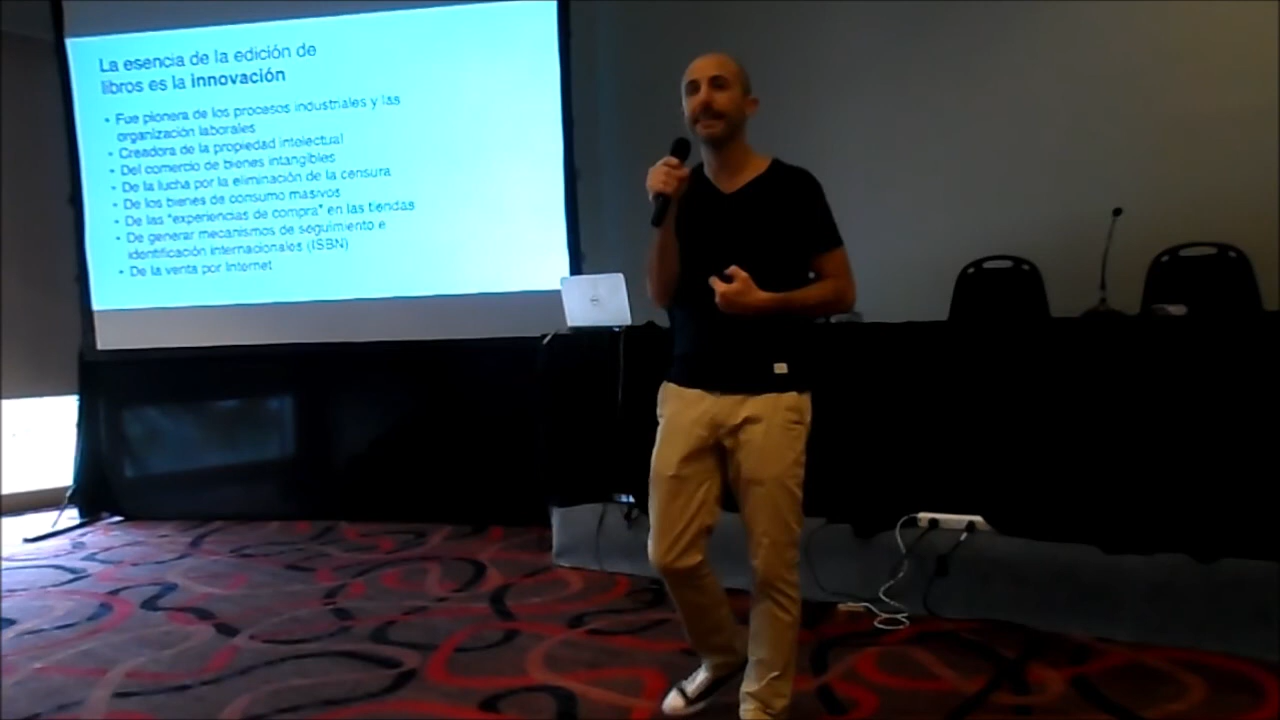 La esencia de la edición de
libros es la innovación
• Fue pionera de los procesos industriales y las
organización laborales
• Creadora de la propiedad intelectual
• Del comercio de bienes intangibles
• De la lucha por la eliminación de la censura
• De los bienes de consumo masivos
• De las "experiencias de compra" en las tiendas
• De generar mecanismos de seguimiento e
identificación internacionales (ISBN)
• De la venta por Internet